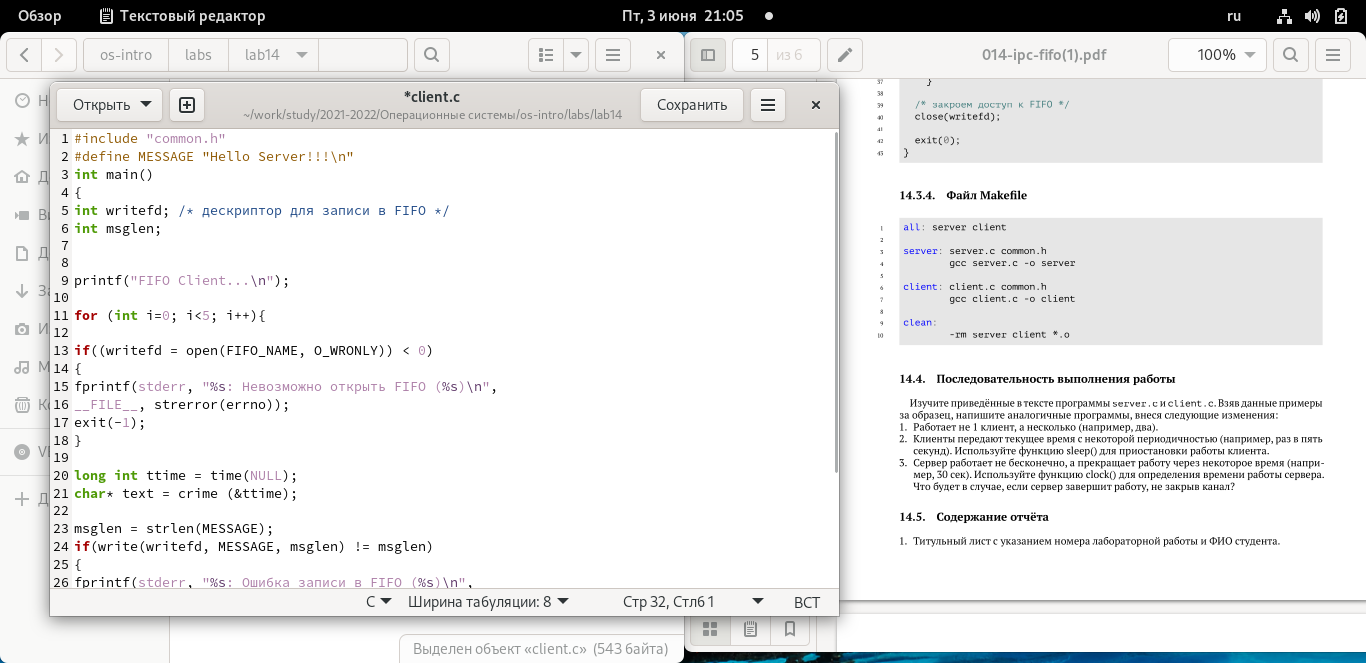 Обзор
Текстовый редактор
Пт, 3 июня 21:05
ru
os-intro
labs
lab14
5
из 6
014-ipc-fifo(1).pdf
100%
Открыть
*client.c
~/work/study/2021-2022/Операционные системы/os-intro/labs/lab14
Сохранить
1 #include "common.h"
2 #define MESSAGE "Hello Server!!!\n"
3 int main()
4 {
5 int writefd; /* дескриптор для записи в FIFO */
6 int msglen;
7
8
9 printf("FIFO Client...\n");
10
11 for (int i=0; i<5; i++){
12
13 if((writefd = open(FIFO_NAME, O_WRONLY)) < 0)
14 {
15 fprintf(stderr, "%s: Невозможно открыть FIFO (%s)\n",
16 __FILE__, strerror(errno));
17 exit(-1);
18 }
19
20 long int ttime = time(NULL);
21 char* text = crime (&ttime);
22
23 msglen = strlen(MESSAGE);
24 if(write(writefd, MESSAGE, msglen) != msglen)
25 {
26 fprintf(stderr, "%s: Ошибка записи в FIFO (%s)\n",
C
Ширина табуляции: 8
Стр 32, Стлб 1
ВСТ
Выделен объект «client.c» (543 байта)
37 }
38
39 /* закроем доступ к FIFO */
40 close(writefd);
41
42 exit(0);
43 }
14.3.4. Файл Makefile
1 all: server client
2
3 server: server.c common.h
4 gcc server.c -o server
5
6 client: client.c common.h
7 gcc client.c -o client
8
9 clean:
10 -rm server client *.o
14.4. Последовательность выполнения работы
Изучите приведённые в тексте программы server.c и client.c. Взяв данные примеры
за образец, напишите аналогичные программы, внеся следующие изменения:
1. Работает не 1 клиент, а несколько (например, два).
2. Клиенты передают текущее время с некоторой периодичностью (например, раз в пять
секунд). Используйте функцию sleep() для приостановки работы клиента.
3. Сервер работает не бесконечно, а прекращает работу через некоторое время (напри-
мер, 30 сек). Используйте функцию clock() для определения времени работы сервера.
Что будет в случае, если сервер завершит работу, не закрыв канал?
14.5. Содержание отчёта
1. Титульный лист с указанием номера лабораторной работы и ФИО студента.